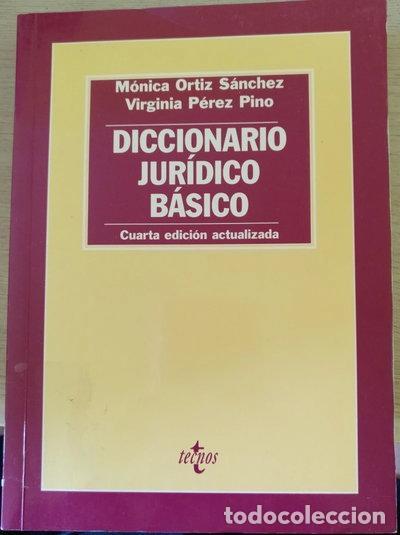 Mónica Ortiz Sánchez
Virginia Pérez Pino
DICCIONARIO
JURÍDICO
BÁSICO
Cuarta edición actualizada
tecnos
todocoleccion